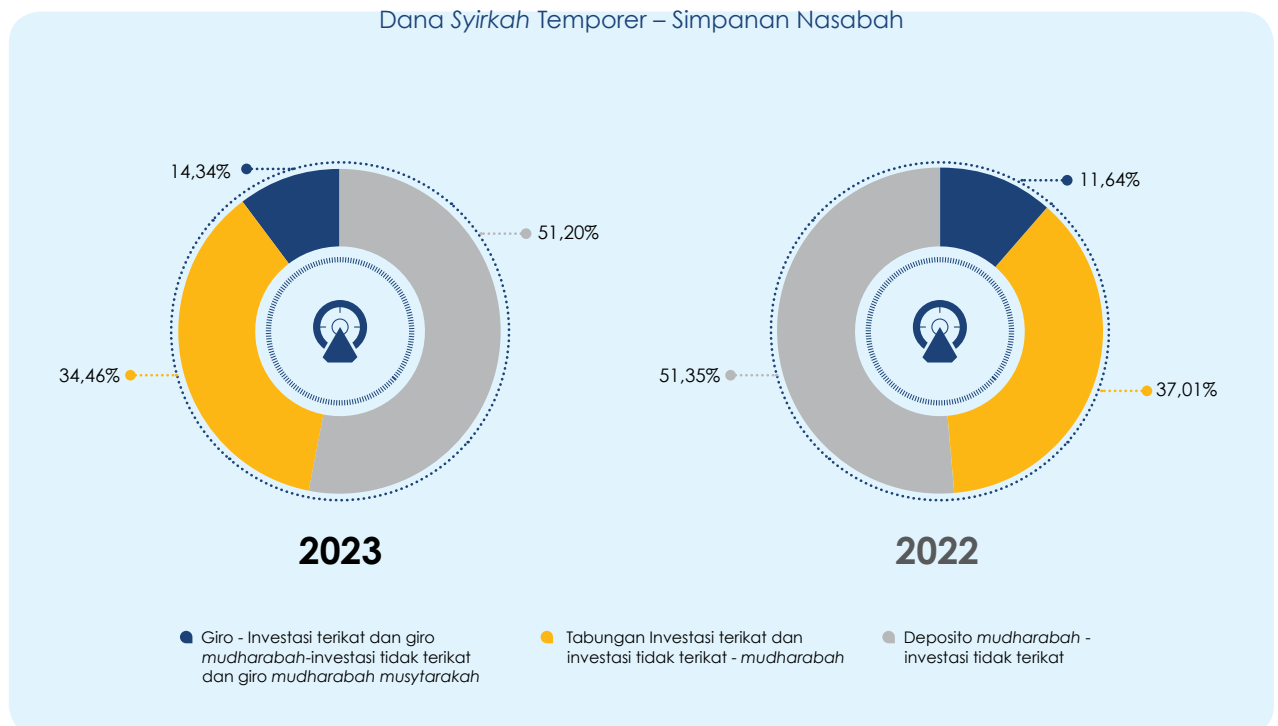 Dana Syirkah Temporer – Simpanan Nasabah
14,34%
51,20%
34,46%
2023
11,64%
51,35%
37,01%
2022
Giro - Investasi terikat dan giro
mudharabah-investasi tidak terikat
dan giro mudharabah musytarakah
Tabungan Investasi terikat dan
investasi tidak terikat - mudharabah
Deposito mudharabah -
investasi tidak terikat